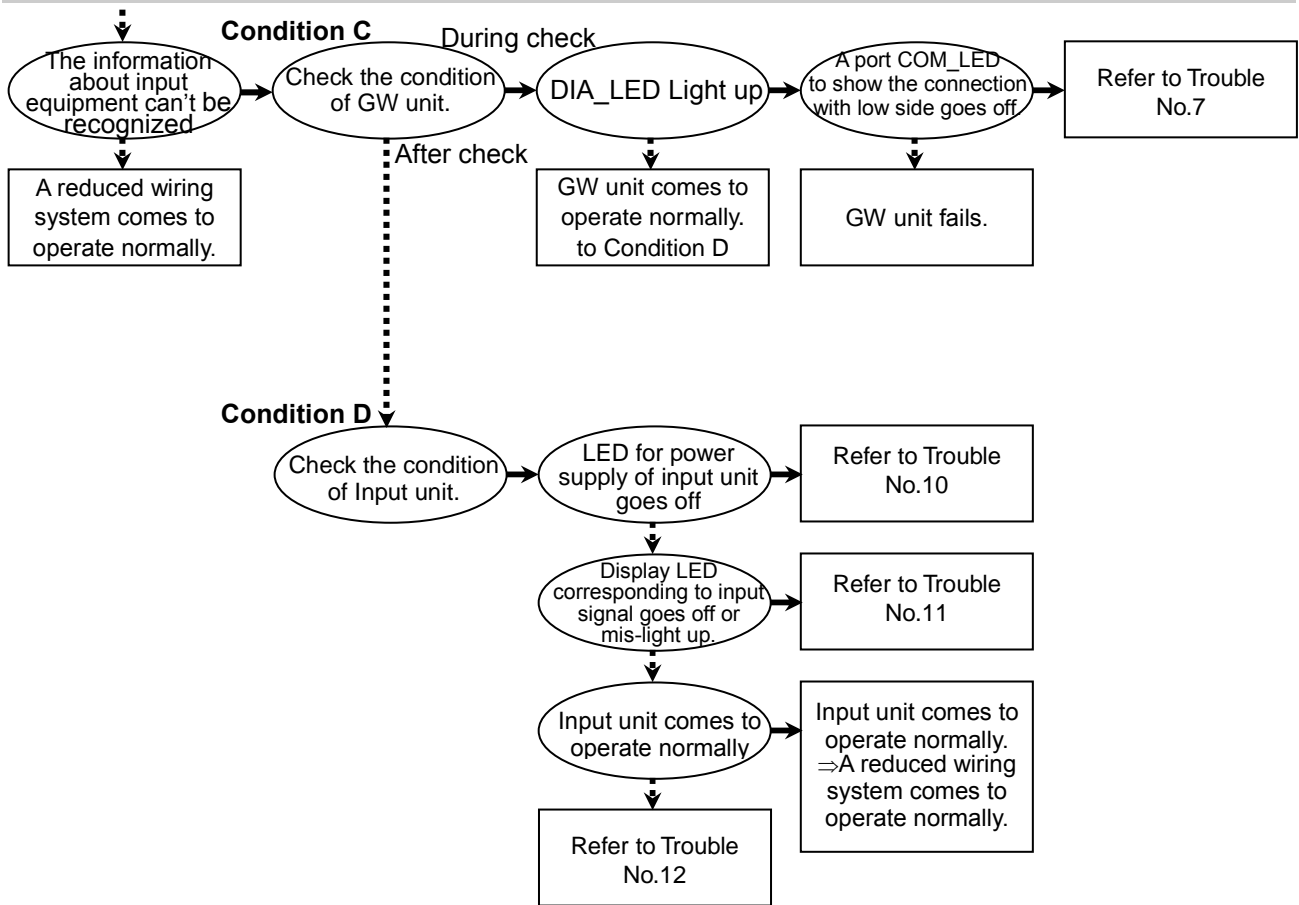 Condition C
During check
The information
about input
equipment can't be
recognized
Check the condition
of GW unit.
DIA_LED Light up
A port COM_LED
to show the connection
with low side goes off.
Refer to Trouble
No.7
After check
A reduced wiring
system comes to
operate normally.
GW unit comes to
operate normally.
to Condition D
GW unit fails.
Condition D
Check the condition
of Input unit.
LED for power
supply of input unit
goes off
Refer to Trouble
No.10
Display LED
corresponding to input
signal goes off or
mis-light up.
Refer to Trouble
No.11
Input unit comes to
operate normally
Input unit comes to
operate normally.
⇒A reduced wiring
system comes to
operate normally.
Refer to Trouble
No.12